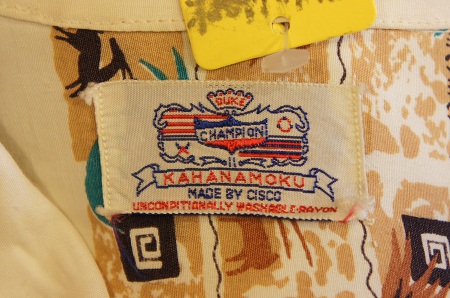 DUKE
CHAMPION
KAHANAMOKU
MADE BY CISCO
UNCONDITIONALLY WASHABLE-RAYON